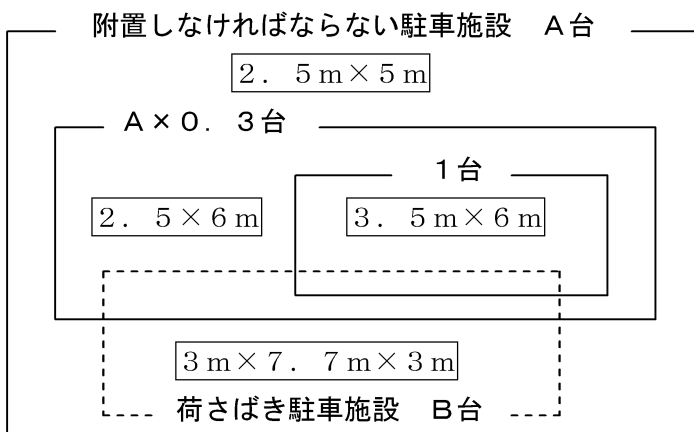 附置しなければならない駐車施設　Ａ台
２．５ｍ×５ｍ
Ａ×０．３台
１台
２．５×６ｍ
３．５ｍ×６ｍ
３ｍ×７．７ｍ×３ｍ
荷さばき駐車施設　Ｂ台